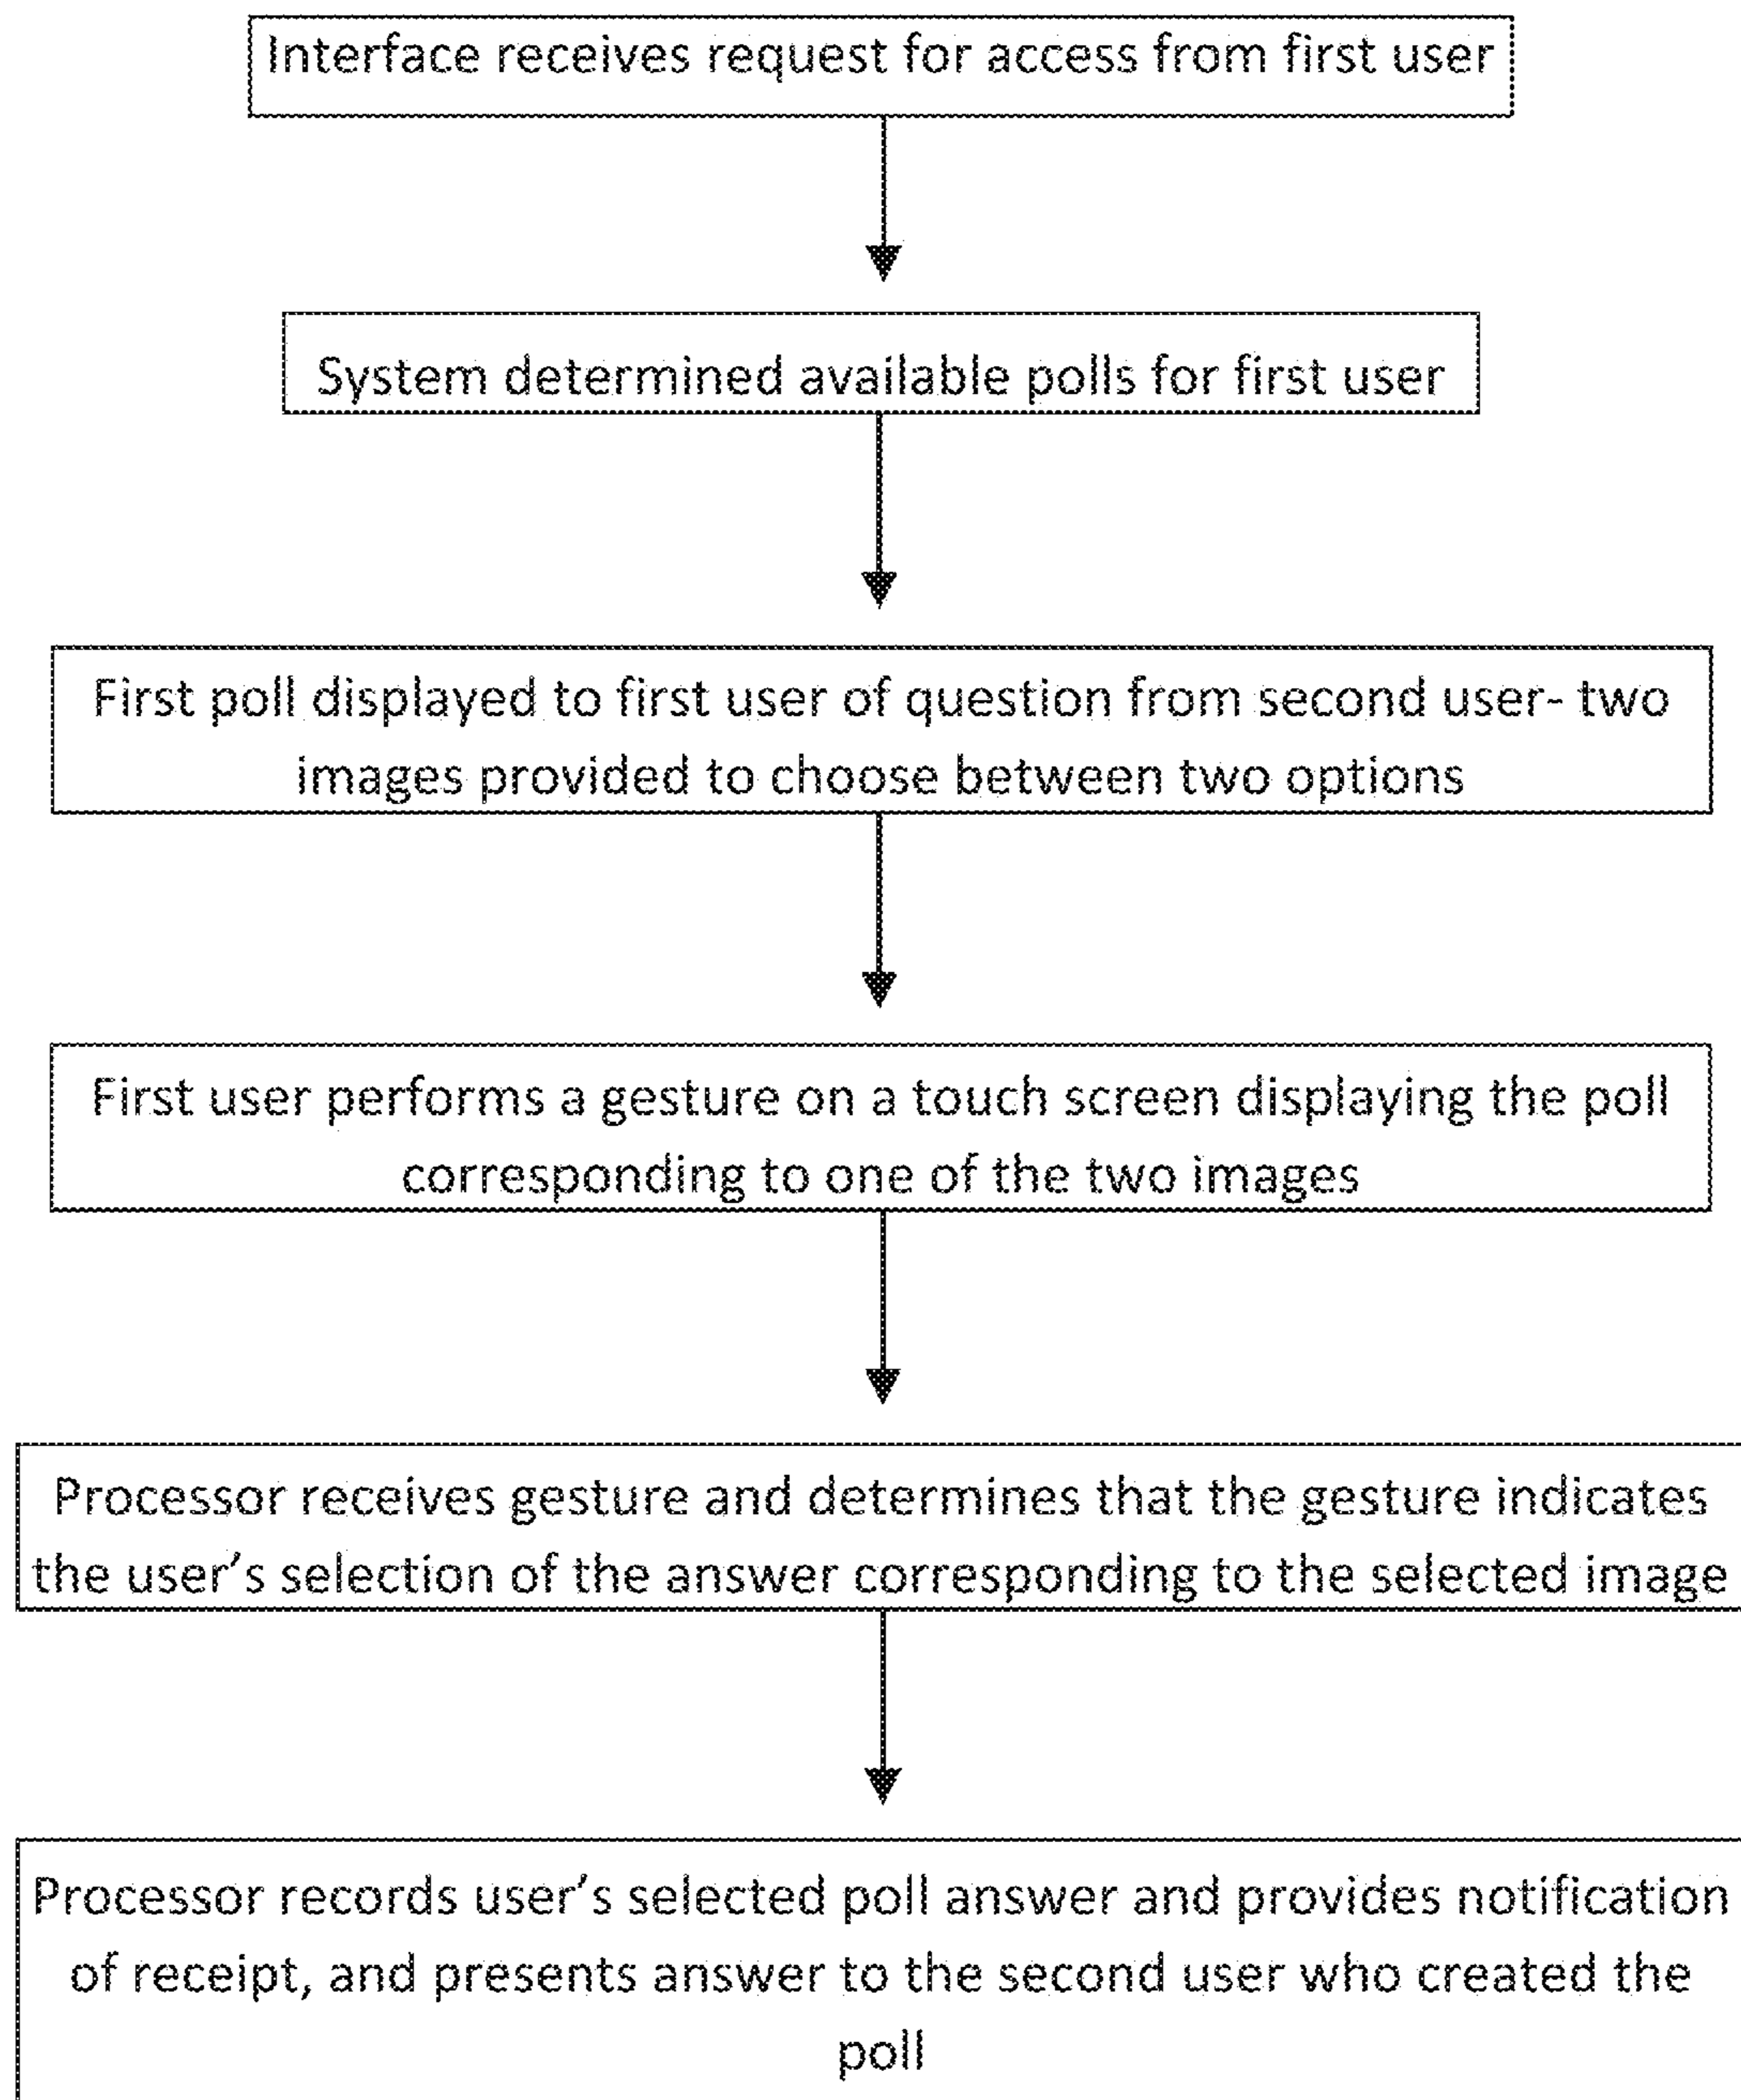 Interface receives request for access from first user
System determined available polls for first user
First poll displayed to first user of question from second user- two
images provided to choose between two options
First user performs a gesture on a touch screen displaying the poll
corresponding to one of the two images
Processor receives gesture and determines that the gesture indicates
the user’s selection of the answer corresponding to the selected image
Processor records user’s selected poll answer and provides notification
of receipt, and presents answer to the second user who created the
poll